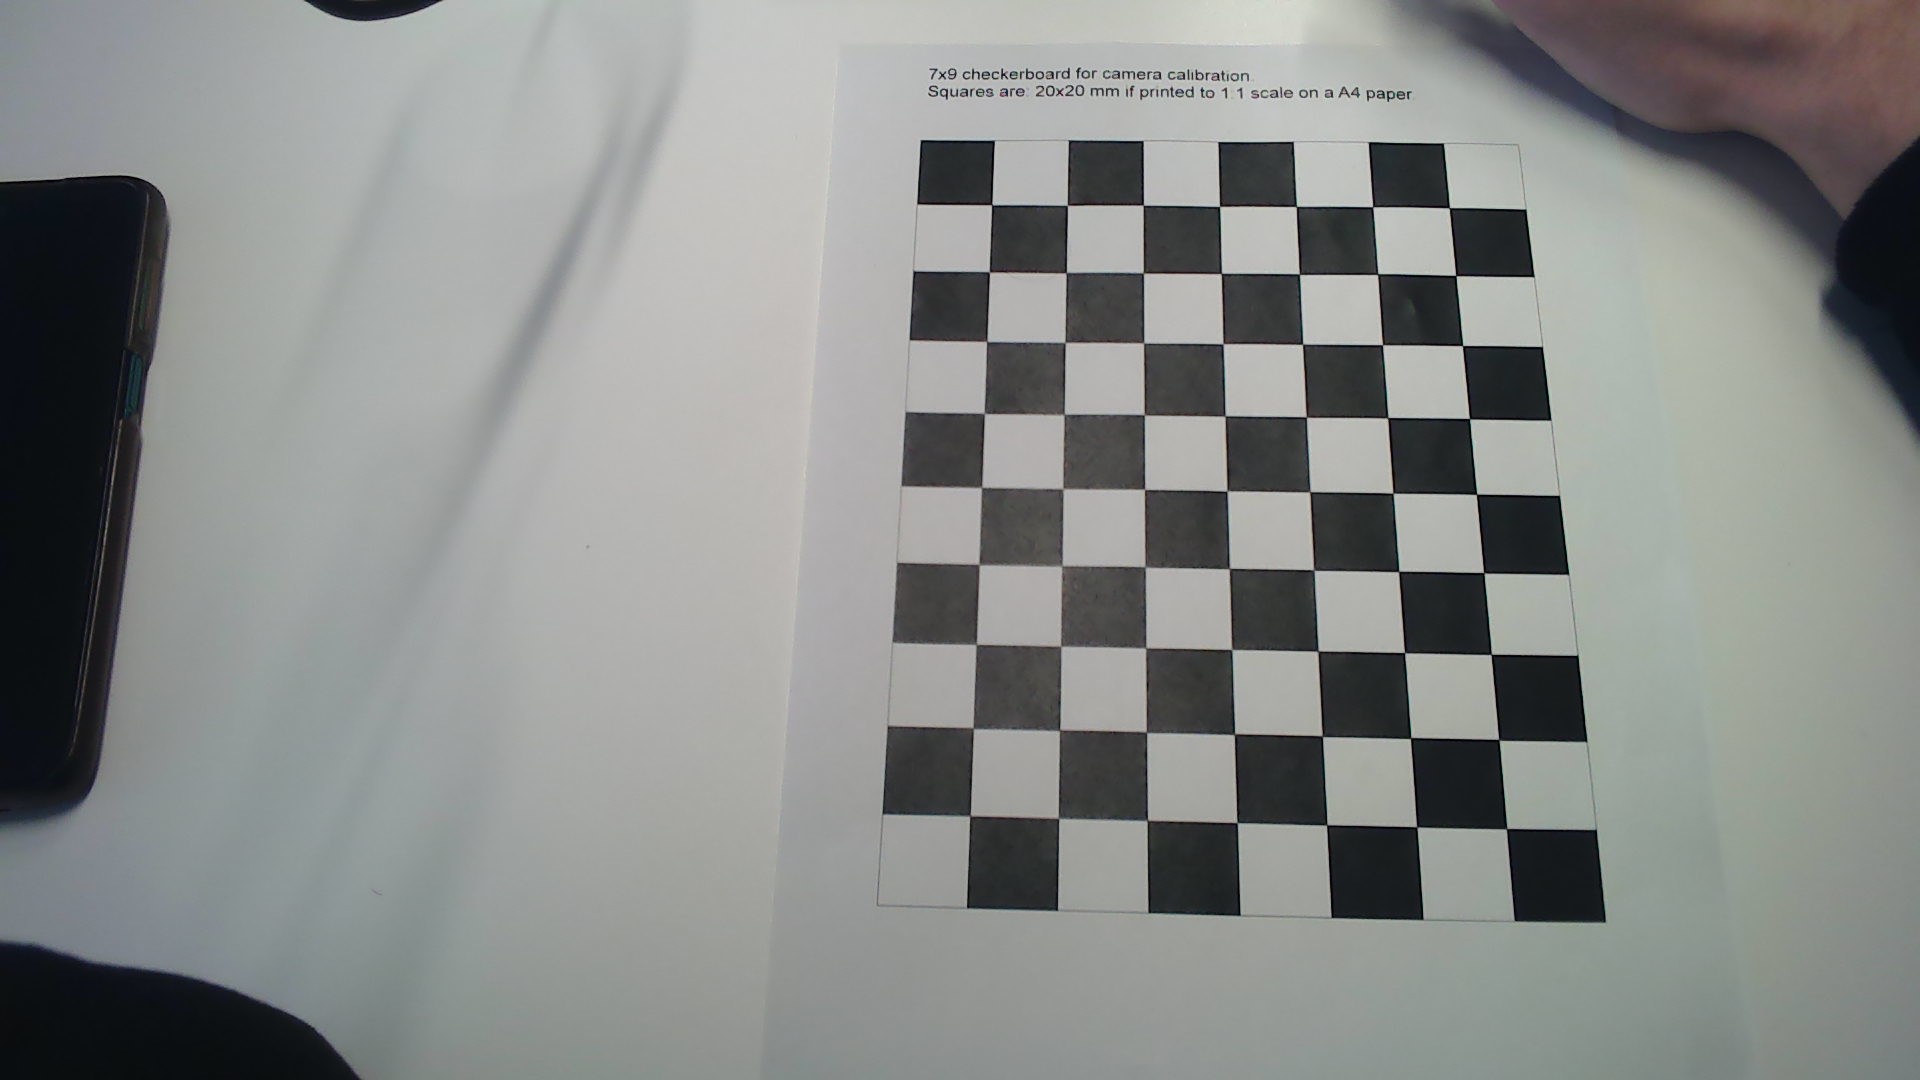 7x9 checkerboard for camera calibration.
Squares are: 20x20 mm if printed to 1:1 scale on a A4 paper